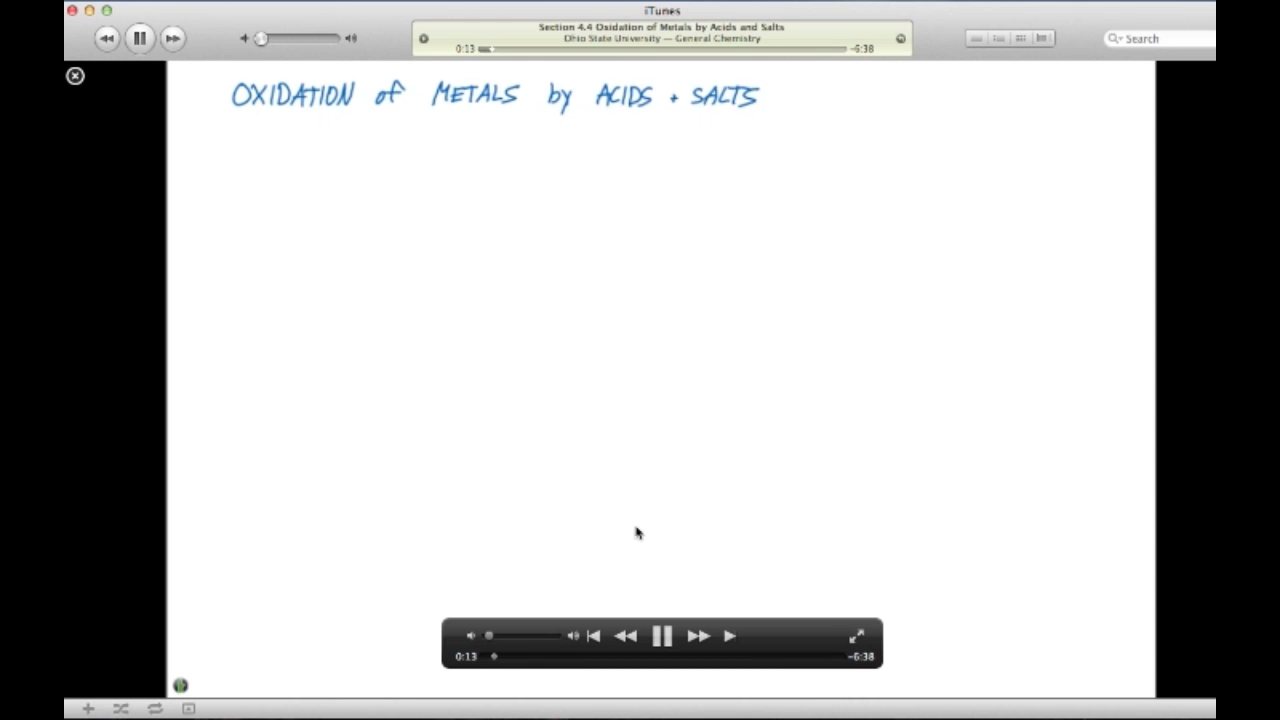 iTunes
Section 4.4 Oxidation of Metals by Acids and Salts
Ohio State University — General Chemistry
0:13 -6:38
Search
OXIDATION of METALS by ACIDS + SALTS
0:13 -6:38